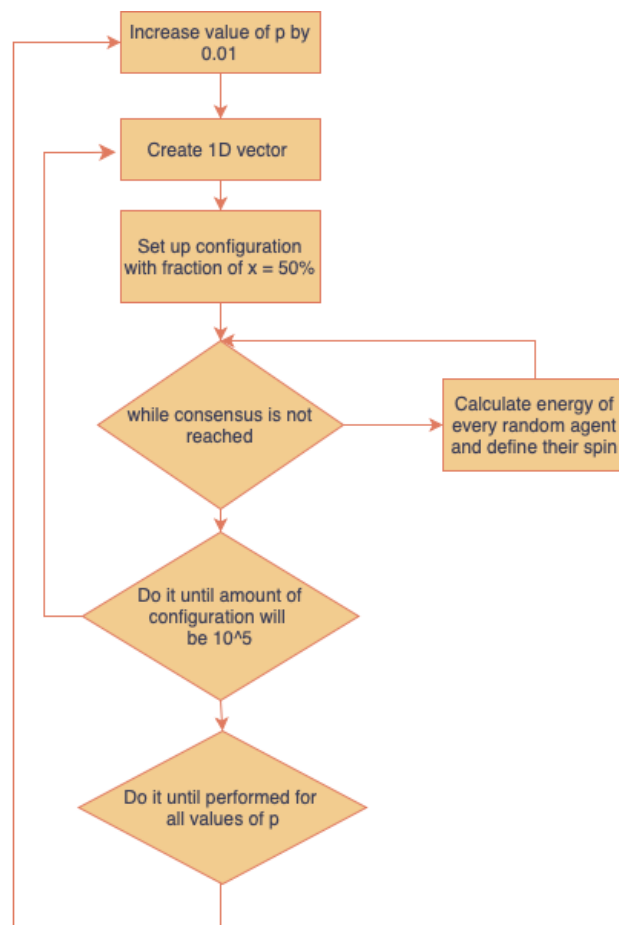 Increase value of p by
0.01
Create 1D vector
Set up configuration
with fraction of x = 50%
while consensus is not
reached
Calculate energy of
every random agent
and define their spin
Do it until amount of
configuration will
be 10^5
Do it until performed for
all values of p